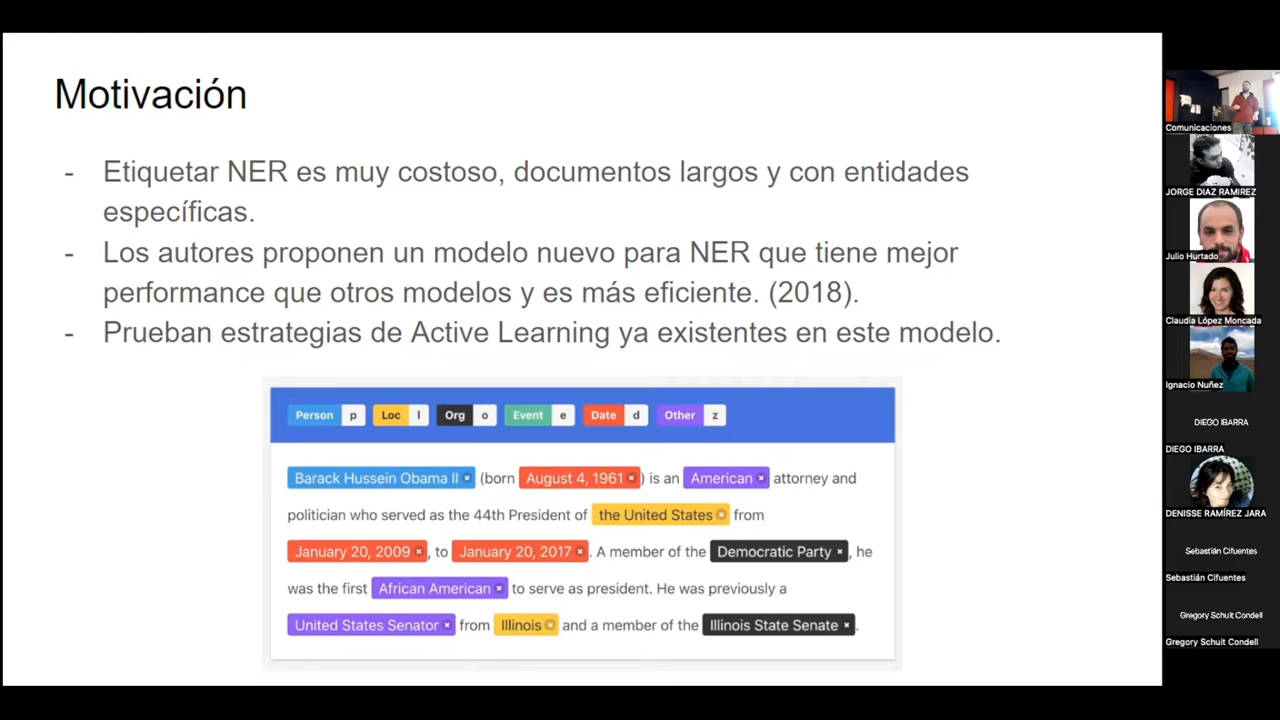 Motivación
- Etiquetar NER es muy costoso, documentos largos y con entidades
específicas.
- Los autores proponen un modelo nuevo para NER que tiene mejor
performance que otros modelos y es más eficiente. (2018).
- Prueban estrategias de Active Learning ya existentes en este modelo.
Person p Loc l Org o Event e Date d Other z
Barack Hussein Obama II (born August 4, 1961) is an American attorney and
politician who served as the 44th President of the United States from
January 20, 2009, to January 20, 2017. A member of the Democratic Party, he
was the first African American to serve as president. He was previously a
United States Senator from Illinois and a member of the Illinois State Senate.
Comunicaciones
JORGE DIAZ RAMIREZ
Julio Hurtado
Claudia López Moncada
Ignacio Nuñez
DIEGO IBARRA
DIEGO IBARRA
DENISSE RAMÍREZ JARA
Sebastián Cifuentes
Sebastián Cifuentes
Gregory Schuit Condell
Gregory Schuit Condell